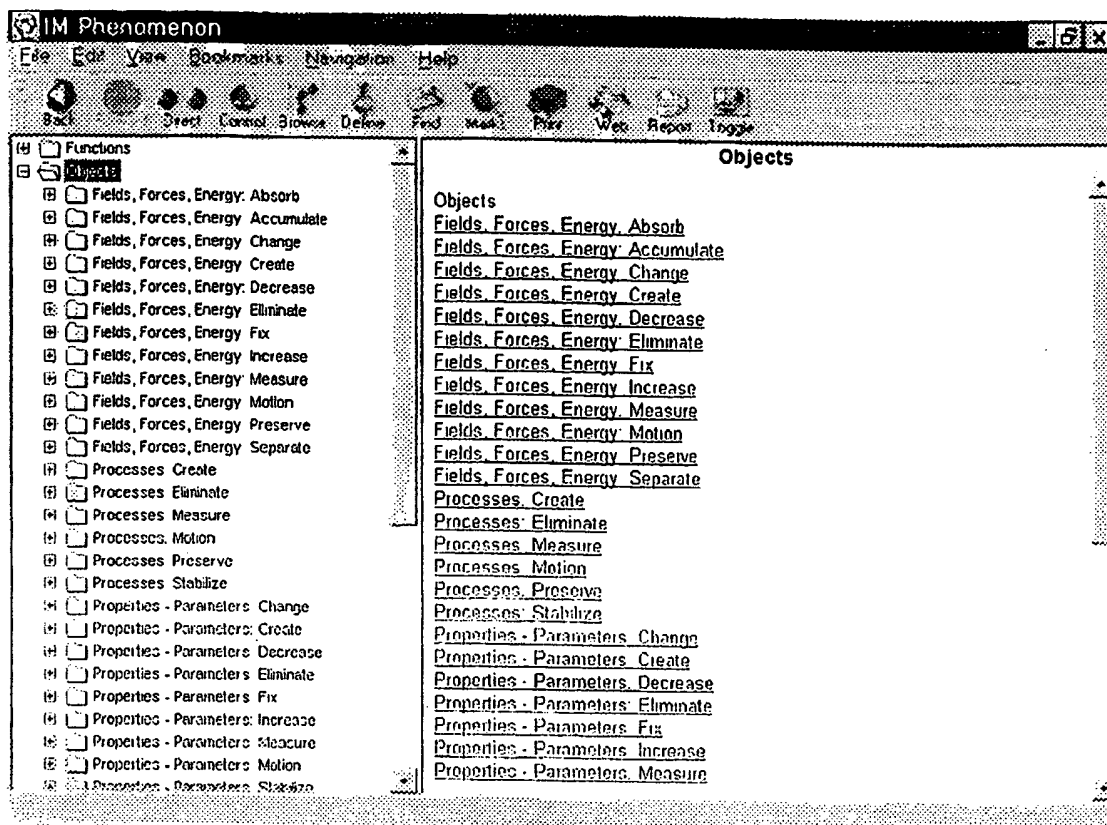 IM Phenomenon
File Edit View Bookmarks Navigation Help
Back Direct Control Browse Define Find Print Web Report Toggle
Functions
Objects
Fields, Forces, Energy: Absorb
Fields, Forces, Energy Accumulate
Fields, Forces, Energy Change
Fields, Forces, Energy Create
Fields, Forces, Energy: Decrease
Fields, Forces, Energy Eliminate
Fields, Forces, Energy Fix
Fields, Forces, Energy Increase
Fields, Forces, Energy: Measure
Fields, Forces, Energy Motion
Fields, Forces, Energy Preserve
Fields, Forces, Energy Separate
Processes Create
Processes Eliminate
Processes Measure
Processes. Motion
Processes Preserve
Processes Stabilize
Properties - Parameters Change
Properties - Parameters: Create
Properties - Parameters Decrease
Properties - Parameters Eliminate
Properties - Parameters Fix
Properties - Parameters: Increase
Properties - Parameters Measure
Properties - Parameters Motion
Properties - Parameters Stabilize
Objects
Objects
Fields, Forces, Energy. Absorb
Fields, Forces, Energy: Accumulate
Fields, Forces, Energy Change
Fields, Forces, Energy Create
Fields, Forces, Energy. Decrease
Fields, Forces, Energy: Eliminate
Fields, Forces, Energy Fix
Fields, Forces, Energy Increase
Fields, Forces, Energy. Measure
Fields, Forces, Energy: Motion
Fields, Forces, Energy Preserve
Fields, Forces, Energy Separate
Processes. Create
Processes: Eliminate
Processes Measure
Processes Motion
Processes. Preserve
Processes: Stabilize
Properties - Parameters Change
Properties - Parameters Create
Properties - Parameters. Decrease
Properties - Parameters: Eliminate
Properties - Parameters Fix
Properties - Parameters Increase
Properties - Parameters. Measure